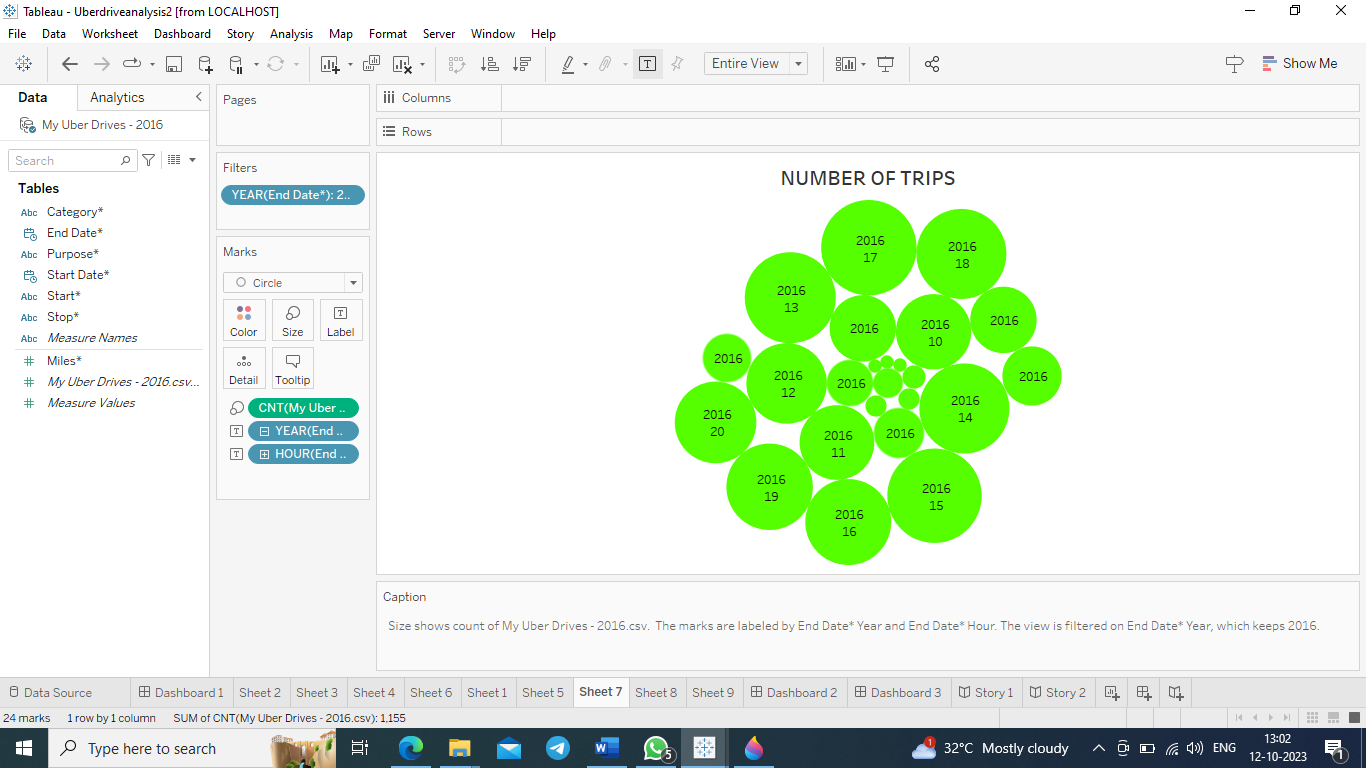 Tableau - Uberdriveanalysis2 [from LOCALHOST]
File Data Worksheet Dashboard Story Analysis Map Format Server Window Help
Entire View
Show Me
Data Analytics
My Uber Drives - 2016
Search
Tables
Abc Category*
End Date*
Abc Purpose*
Start Date*
Abc Start*
Abc Stop*
Abc Measure Names
Miles*
My Uber Drives - 2016.csv...
Measure Values
Pages
Filters
YEAR(End Date*): 2..
Marks
Circle
Color Size Label
Detail Tooltip
CNT(My Uber ..
YEAR(End ..
HOUR(End ..
Columns
Rows
NUMBER OF TRIPS
2016
17
2016
18
2016
13
2016
2016
10
2016
2016
2016
12
2016
2016
2016
14
2016
20
2016
11
2016
2016
19
2016
16
2016
15
Caption
Size shows count of My Uber Drives - 2016.csv. The marks are labeled by End Date* Year and End Date* Hour. The view is filtered on End Date* Year, which keeps 2016.
Data Source Dashboard 1 Sheet 2 Sheet 3 Sheet 4 Sheet 6 Sheet 1 Sheet 5 Sheet 7 Sheet 8 Sheet 9 Dashboard 2 Dashboard 3 Story 1 Story 2
24 marks 1 row by 1 column SUM of CNT(My Uber Drives - 2016.csv): 1,155
Type here to search
5
1
32°C Mostly cloudy
ENG
13:02
12-10-2023
1